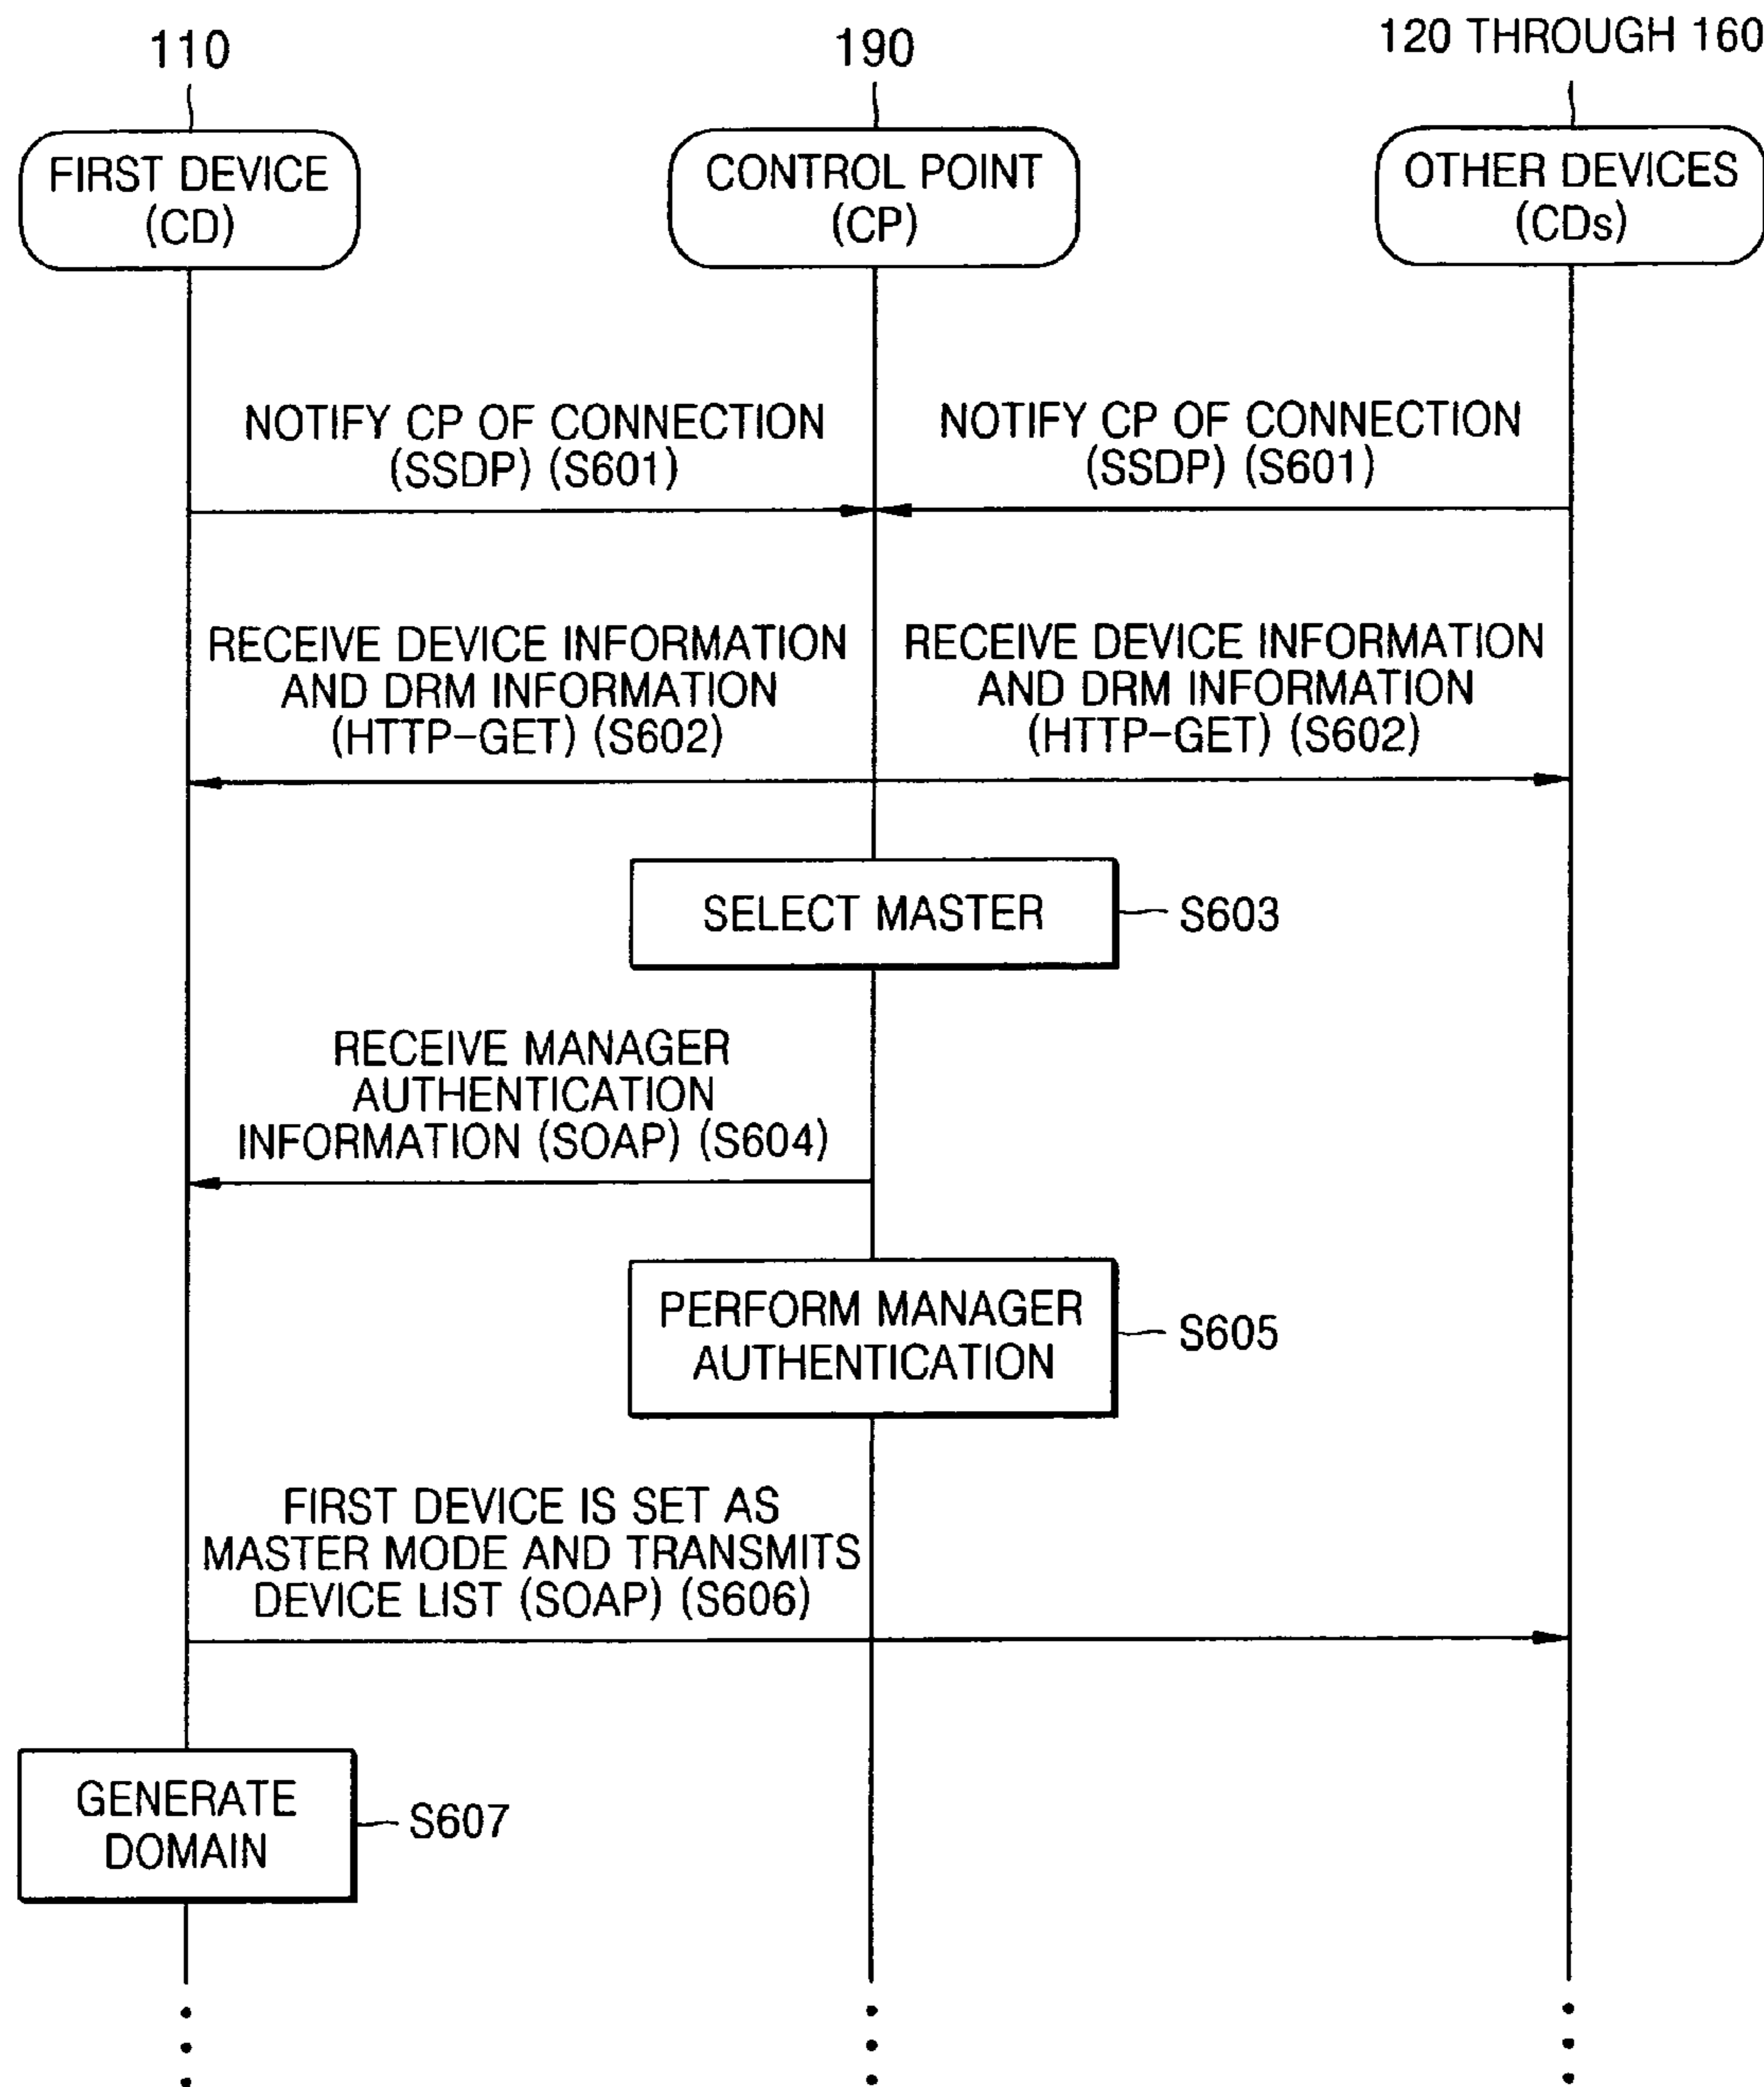 110
190
120 THROUGH 160
FIRST DEVICE
(CD)
CONTROL POINT
(CP)
OTHER DEVICES
(CDs)
NOTIFY CP OF CONNECTION
(SSDP) (S601)
NOTIFY CP OF CONNECTION
(SSDP) (S601)
RECEIVE DEVICE INFORMATION
AND DRM INFORMATION
(HTTP-GET) (S602)
RECEIVE DEVICE INFORMATION
AND DRM INFORMATION
(HTTP-GET) (S602)
SELECT MASTER
S603
RECEIVE MANAGER
AUTHENTICATION
INFORMATION (SOAP) (S604)
PERFORM MANAGER
AUTHENTICATION
S605
FIRST DEVICE IS SET AS
MASTER MODE AND TRANSMITS
DEVICE LIST (SOAP) (S606)
GENERATE
DOMAIN
S607